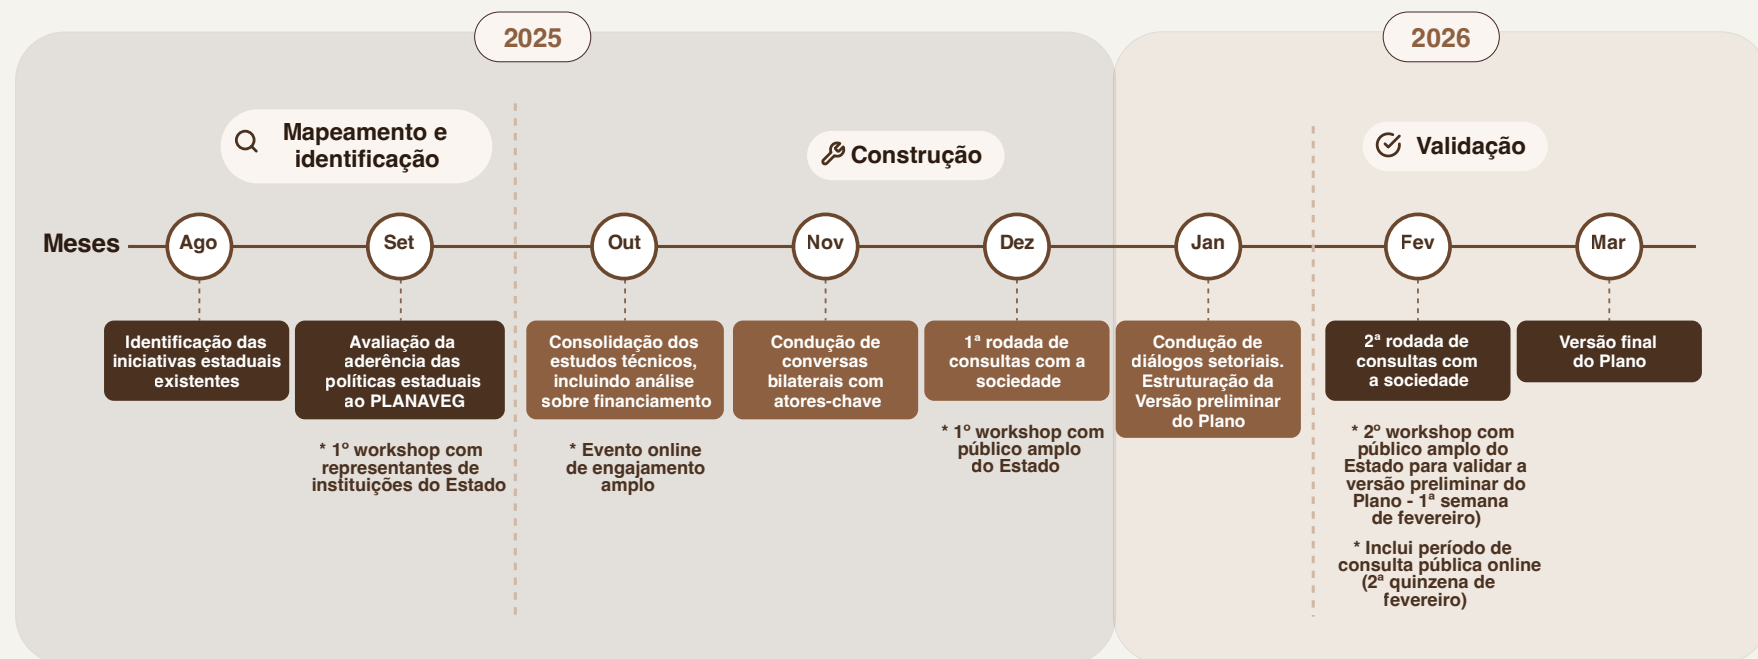 2025
2026
Mapeamento e
identificação
Construção
Validação
Meses
Ago
Set
Out
Nov
Dez
Jan
Fev
Mar
Identificação das
iniciativas estaduais
existentes
Avaliação da
aderência das
políticas estaduais
ao PLANAVEG
* 1º workshop com
representantes de
instituições do Estado
Consolidação dos
estudos técnicos,
incluindo análise
sobre financiamento
* Evento online
de engajamento
amplo
Condução de
conversas
bilaterais com
atores-chave
1ª rodada de
consultas com a
sociedade
* 1º workshop com
público amplo
do Estado
Condução de
diálogos setoriais.
Estruturação da
Versão preliminar
do Plano
2ª rodada de
consultas com
a sociedade
* 2º workshop com
público amplo do
Estado para validar a
versão preliminar do
Plano - 1ª semana
de fevereiro)
* Inclui período de
consulta pública online
(2ª quinzena de
fevereiro)
Versão final
do Plano